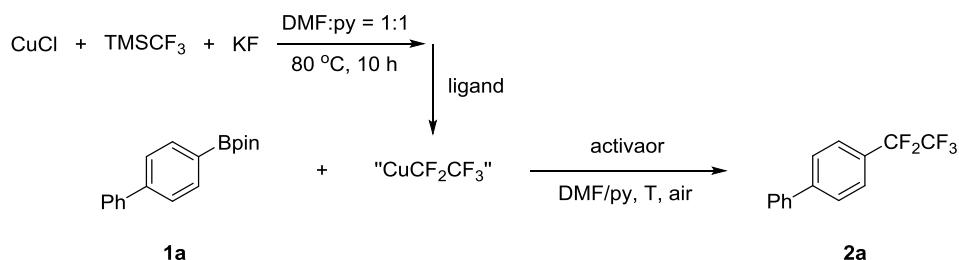 CuCl + TMSCF₃ + KF
DMF:py = 1:1
80 °C, 10 h
ligand
Bpin
Ph
1a
+
"CuCF₂CF₃"
activaor
DMF/py, T, air
CF₂CF₃
Ph
2a